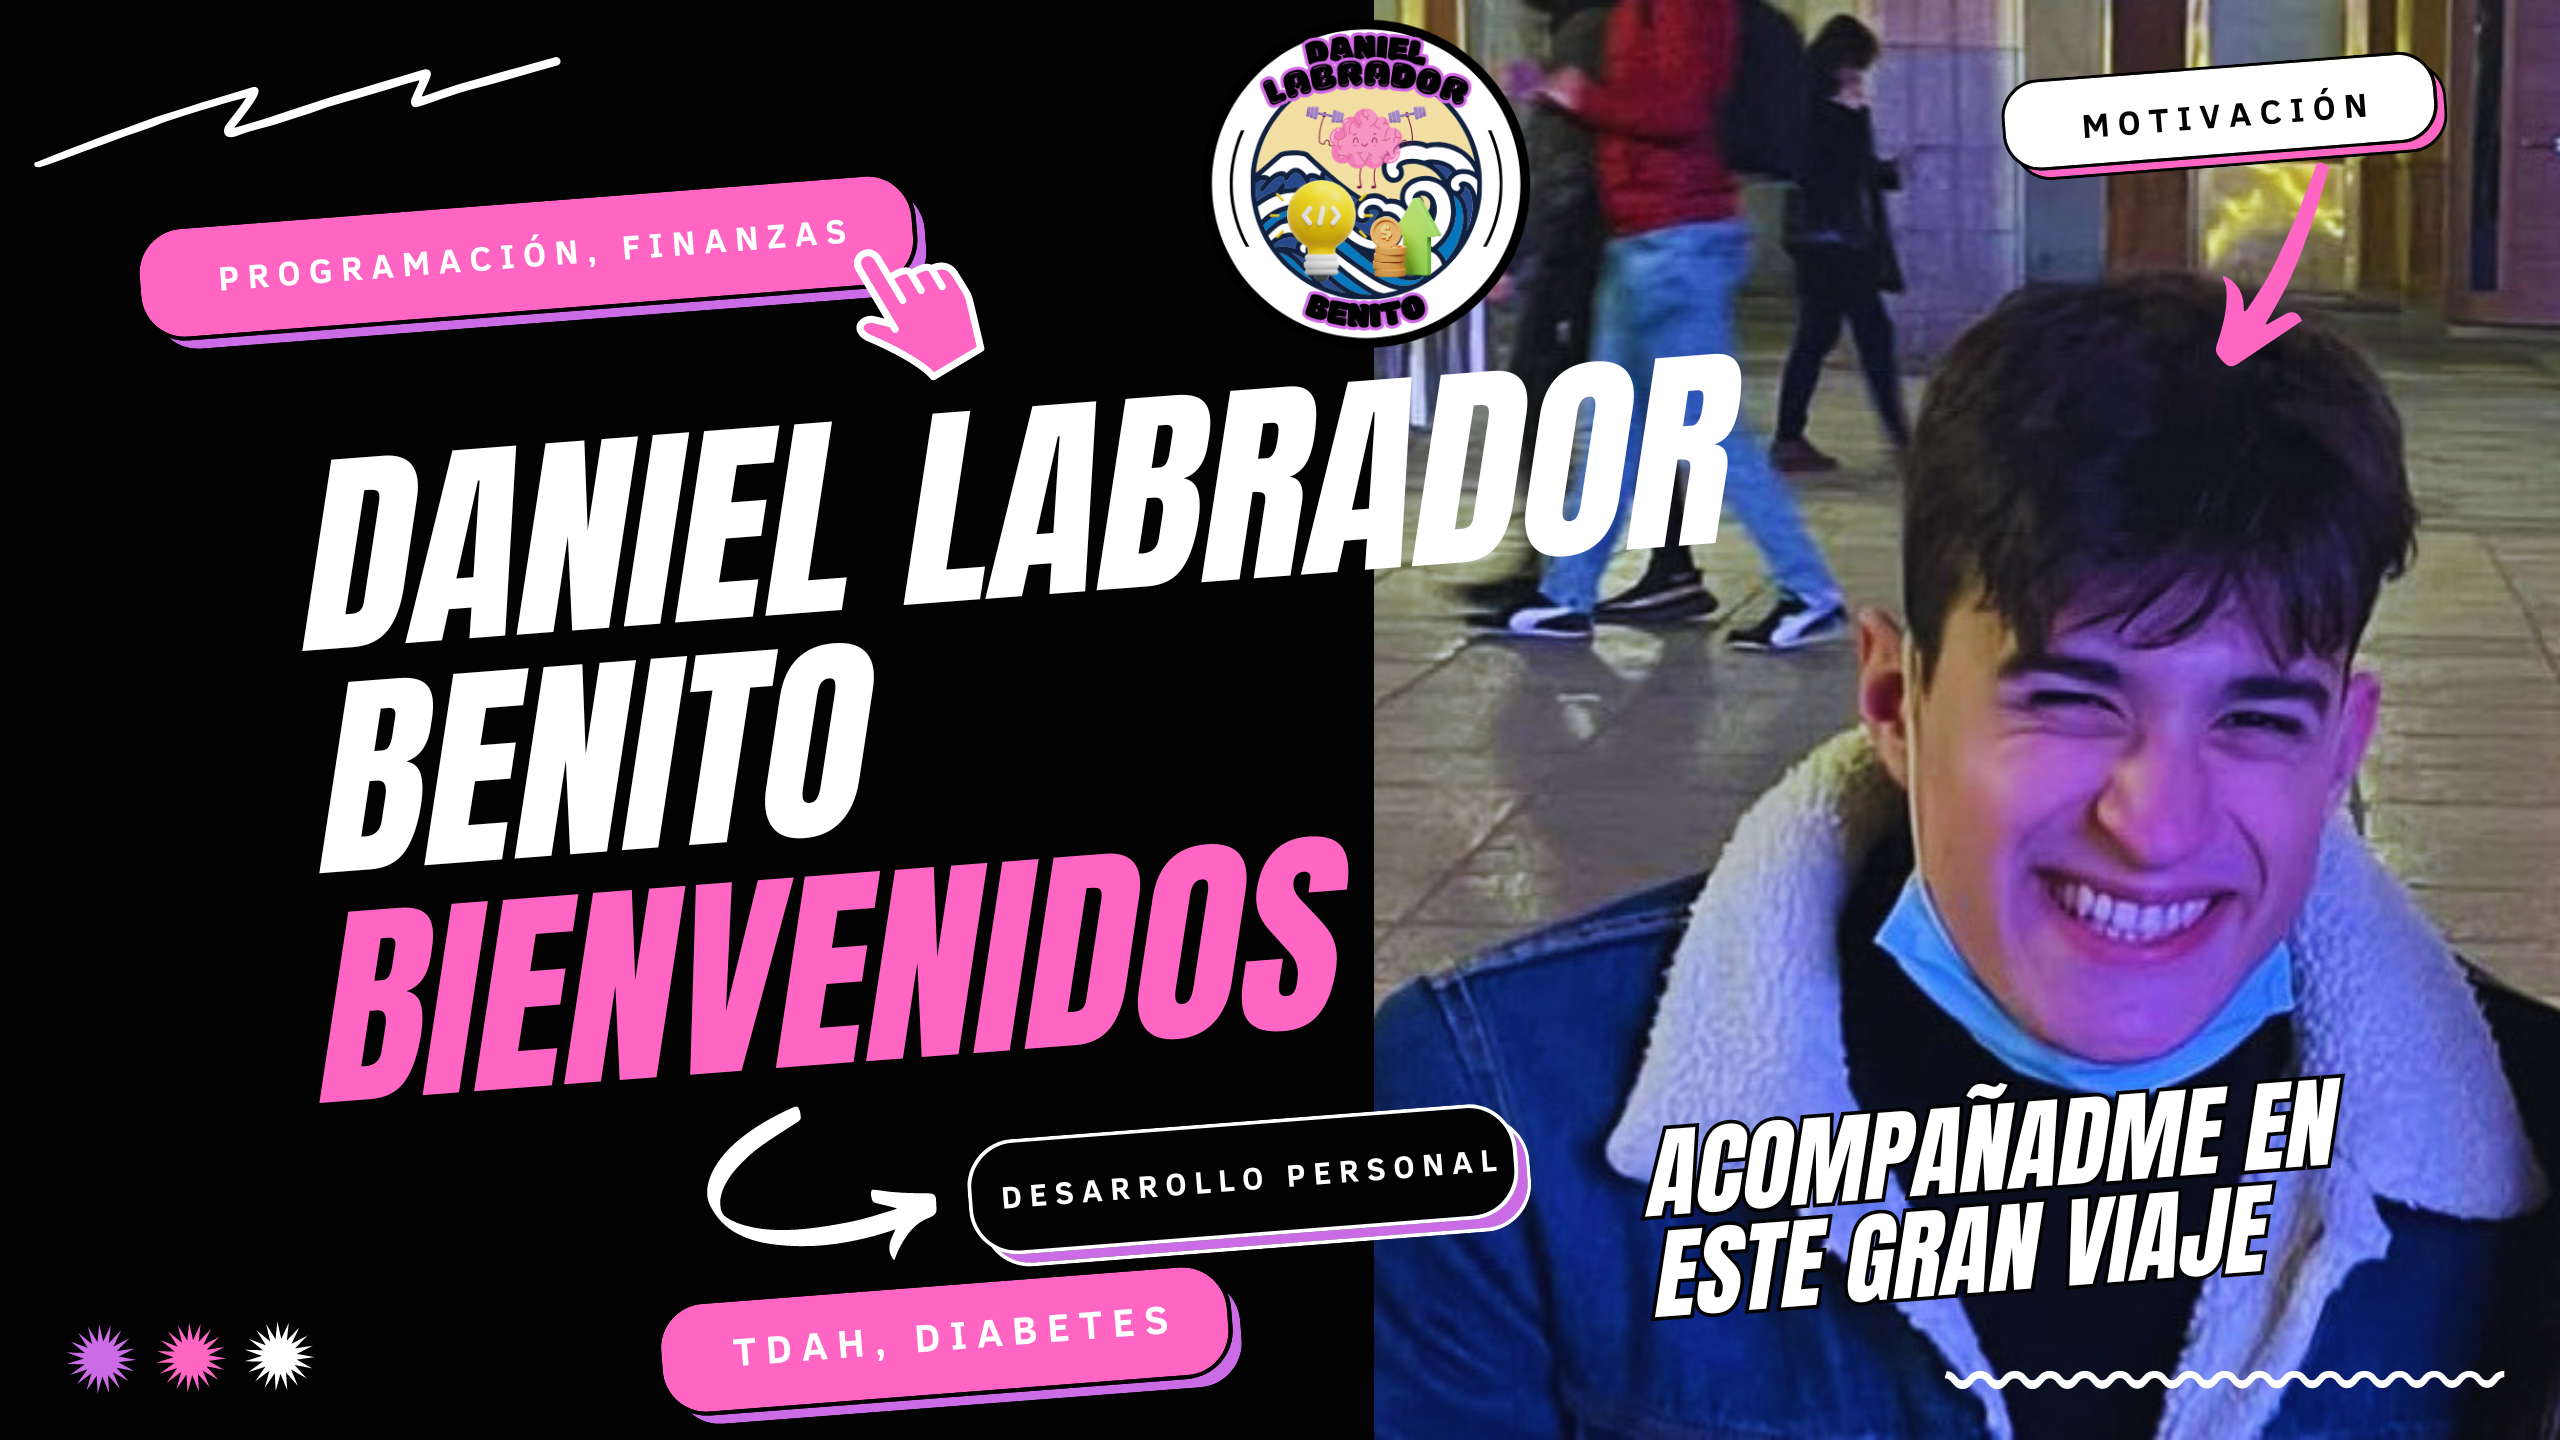 DANIEL
LABRADOR
</>
$
BENITO
MOTIVACIÓN
PROGRAMACIÓN, FINANZAS
DANIEL LABRADOR
BENITO
BIENVENIDOS
DESARROLLO PERSONAL
TDAH, DIABETES
ACOMPAÑADME EN
ESTE GRAN VIAJE